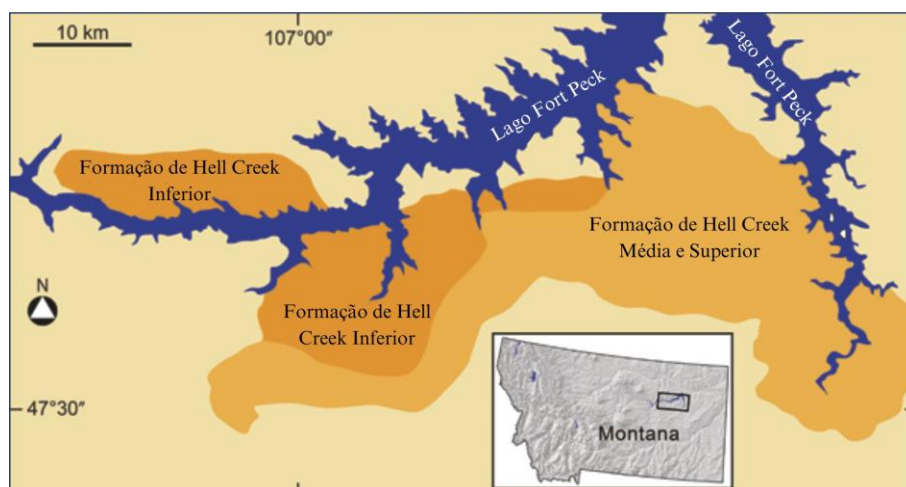 10 km
107°00"
Lago Fort Peck
Lago Fort Peck
Formação de Hell Creek
Inferior
Formação de Hell Creek
Média e Superior
N
Formação de Hell
Creek Inferior
47°30"
Montana